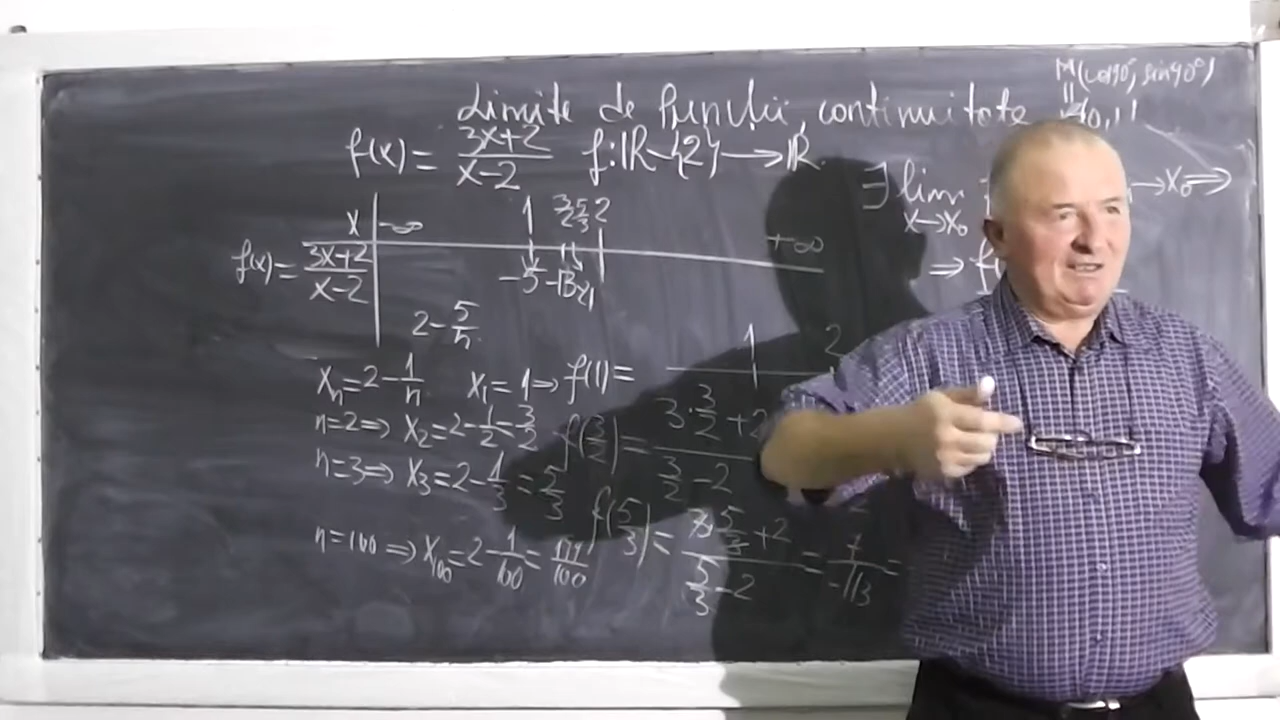 M(cos90°, sin90°)
Limite de funcții, continuitate
f(x) = (3x+2)/(x-2) f: ℝ-{2} → ℝ
∃ lim → x₀ ⇒
x→x₀
x -∞ 1 3/2 5/3 2 +∞
f(x) = (3x+2)/(x-2) -5 -13
⇒ f(
2 - 5/n
1 2
xₙ = 2 - 1/n x₁ = 1 → f(1) =
n=2 ⇒ x₂ = 2 - 1/2 = 3/2 f(3/2) = (3·3/2 + 2)/(3/2 - 2)
n=3 ⇒ x₃ = 2 - 1/3 = 5/3
f(5/3) = (3·5/3 + 2)/(5/3 - 2) = 7/(-1/3) =
n=100 ⇒ x₁₀₀ = 2 - 1/100 = 199/100